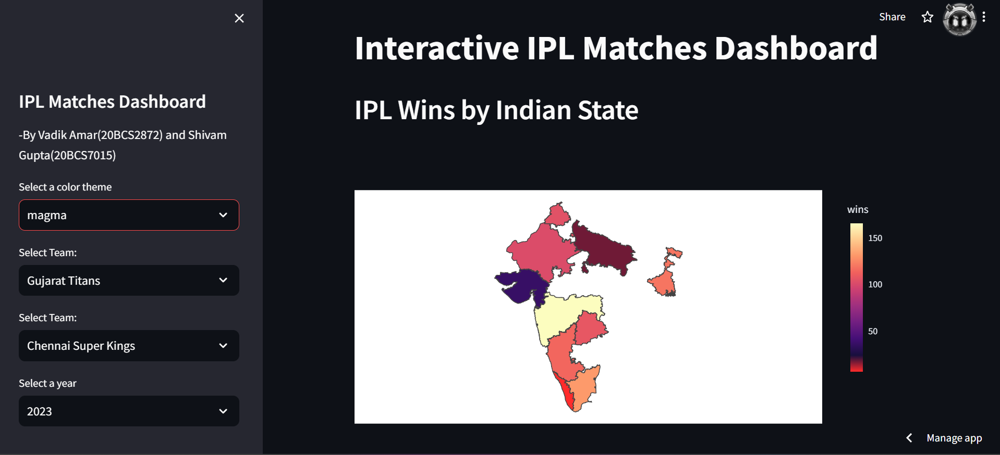 Share
Interactive IPL Matches Dashboard
IPL Matches Dashboard
-By Vadik Amar(20BCS2872) and Shivam
Gupta(20BCS7015)
Select a color theme
magma
Select Team:
Gujarat Titans
Select Team:
Chennai Super Kings
Select a year
2023
IPL Wins by Indian State
wins
150
100
50
Manage app